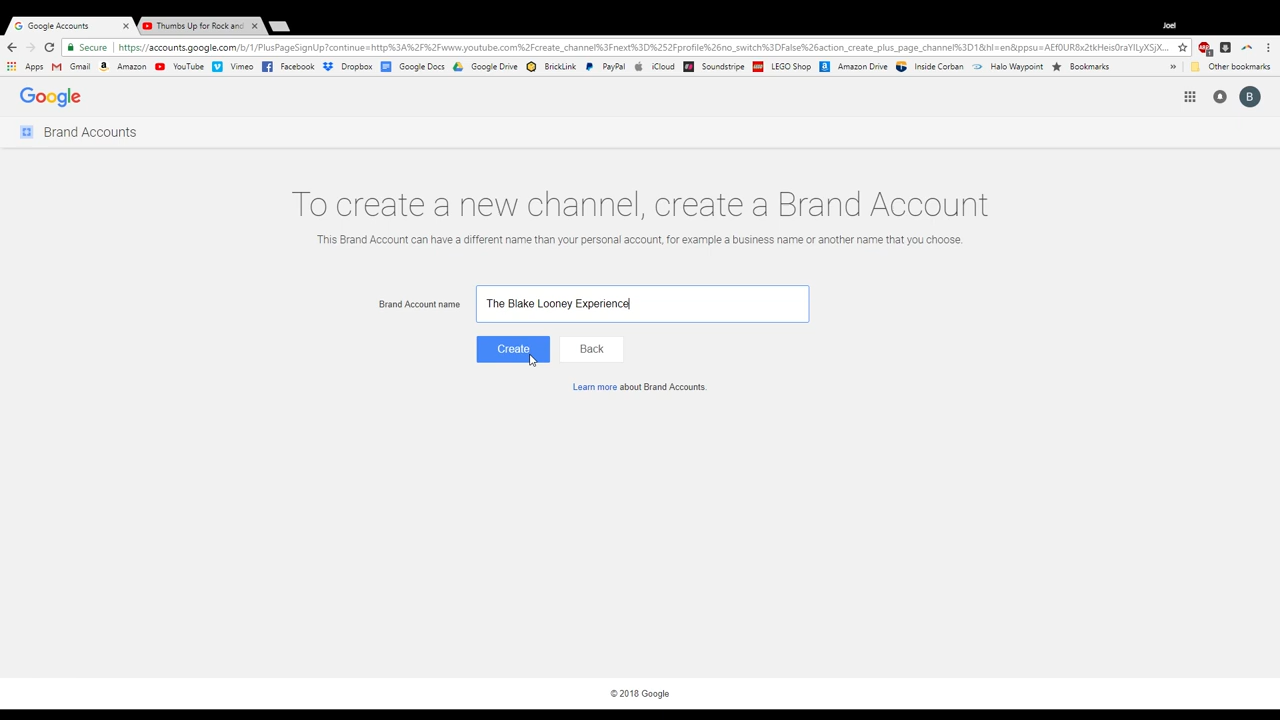 Google Accounts
Thumbs Up for Rock and
Joel
Secure https://accounts.google.com/b/1/PlusPageSignUp?continue=http%3A%2F%2Fwww.youtube.com%2Fcreate_channel%3Fnext%3D%252Fprofile%26no_switch%3DFalse%26action_create_plus_page_channel%3D1&hl=en&ppsu=
Apps Gmail Amazon YouTube Vimeo Facebook Dropbox Google Docs Google Drive BrickLink PayPal iCloud Soundstripe LEGO Shop Amazon Drive Inside Corban Halo Waypoint Bookmarks » Other bookmarks
Google
B
Brand Accounts
To create a new channel, create a Brand Account
This Brand Account can have a different name than your personal account, for example a business name or another name that you choose.
Brand Account name The Blake Looney Experience
Create Back
Learn more about Brand Accounts.
© 2018 Google